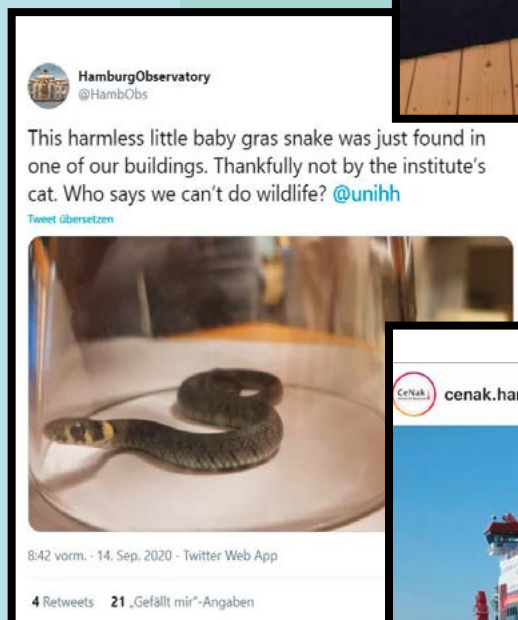 HamburgObservatory
@HambObs
This harmless little baby gras snake was just found in
one of our buildings. Thankfully not by the institute's
cat. Who says we can't do wildlife? @unihh
Tweet übersetzen
8:42 vorm. · 14. Sep. 2020 · Twitter Web App
4 Retweets 21 „Gefällt mir"-Angaben
CeNak
cenak.ha